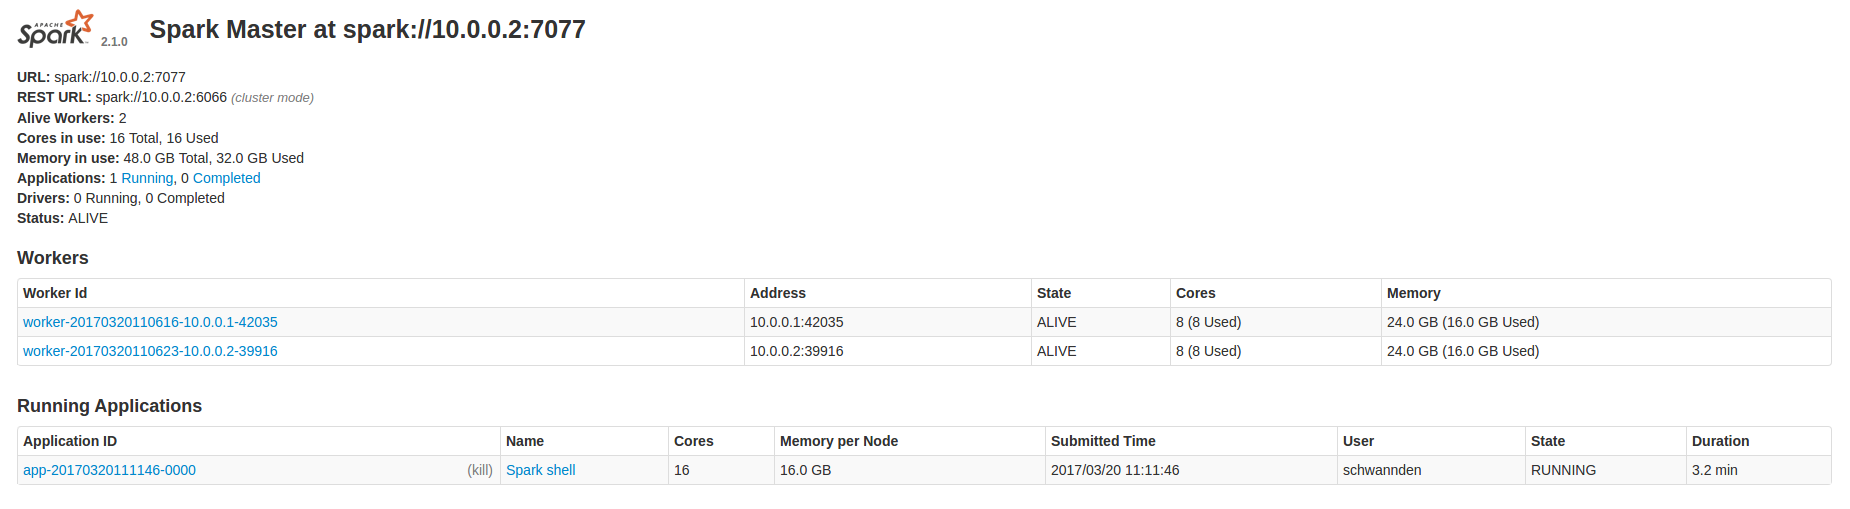 APACHE
Spark 2.1.0 Spark Master at spark://10.0.0.2:7077
URL: spark://10.0.0.2:7077
REST URL: spark://10.0.0.2:6066 (cluster mode)
Alive Workers: 2
Cores in use: 16 Total, 16 Used
Memory in use: 48.0 GB Total, 32.0 GB Used
Applications: 1 Running, 0 Completed
Drivers: 0 Running, 0 Completed
Status: ALIVE
Workers
Worker Id Address State Cores Memory
worker-20170320110616-10.0.0.1-42035 10.0.0.1:42035 ALIVE 8 (8 Used) 24.0 GB (16.0 GB Used)
worker-20170320110623-10.0.0.2-39916 10.0.0.2:39916 ALIVE 8 (8 Used) 24.0 GB (16.0 GB Used)
Running Applications
Application ID Name Cores Memory per Node Submitted Time User State Duration
app-20170320111146-0000 (kill) Spark shell 16 16.0 GB 2017/03/20 11:11:46 schwannden RUNNING 3.2 min